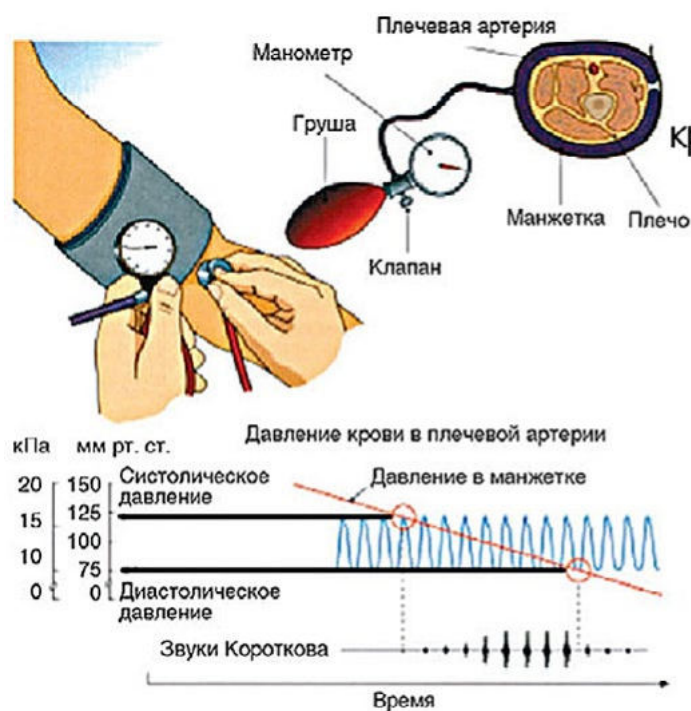 Плечевая артерия
Манометр
Груша
Манжетка
Плечо
Клапан
Давление крови в плечевой артерии
кПа мм рт. ст.
20 150
15 125
10 100
75
0 0
Систолическое
давление
Давление в манжетке
Диастолическое
давление
Звуки Короткова
Время